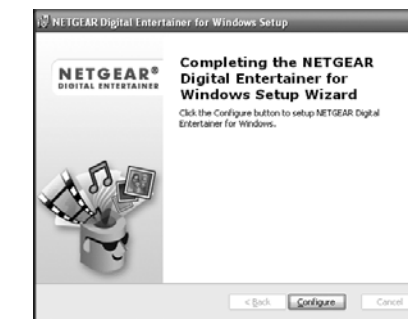 NETGEAR Digital Entertainer for Windows Setup
NETGEAR®
DIGITAL ENTERTAINER
Completing the NETGEAR
Digital Entertainer for
Windows Setup Wizard
Click the Configure button to setup NETGEAR Digital
Entertainer for Windows.
< Back
Configure
Cancel